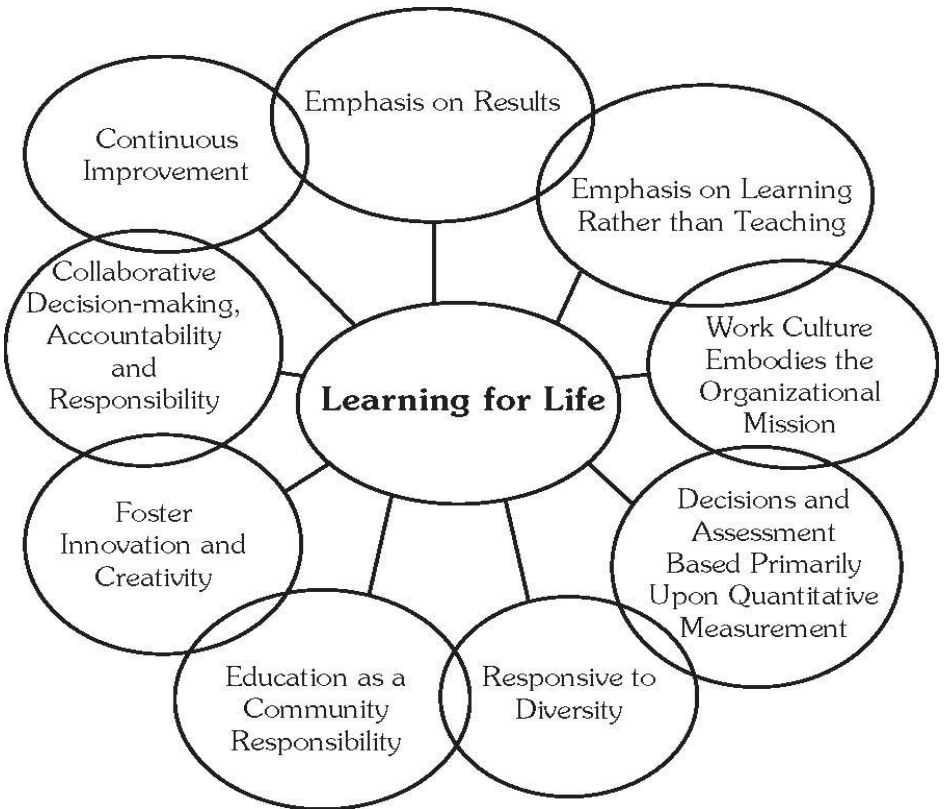 Emphasis on Results
Continuous
Improvement
Emphasis on Learning
Rather than Teaching
Collaborative
Decision-making,
Accountability
and
Responsibility
Work Culture
Embodies the
Organizational
Mission
Learning for Life
Foster
Innovation and
Creativity
Decisions and
Assessment
Based Primarily
Upon Quantitative
Measurement
Education as a
Community
Responsibility
Responsive to
Diversity